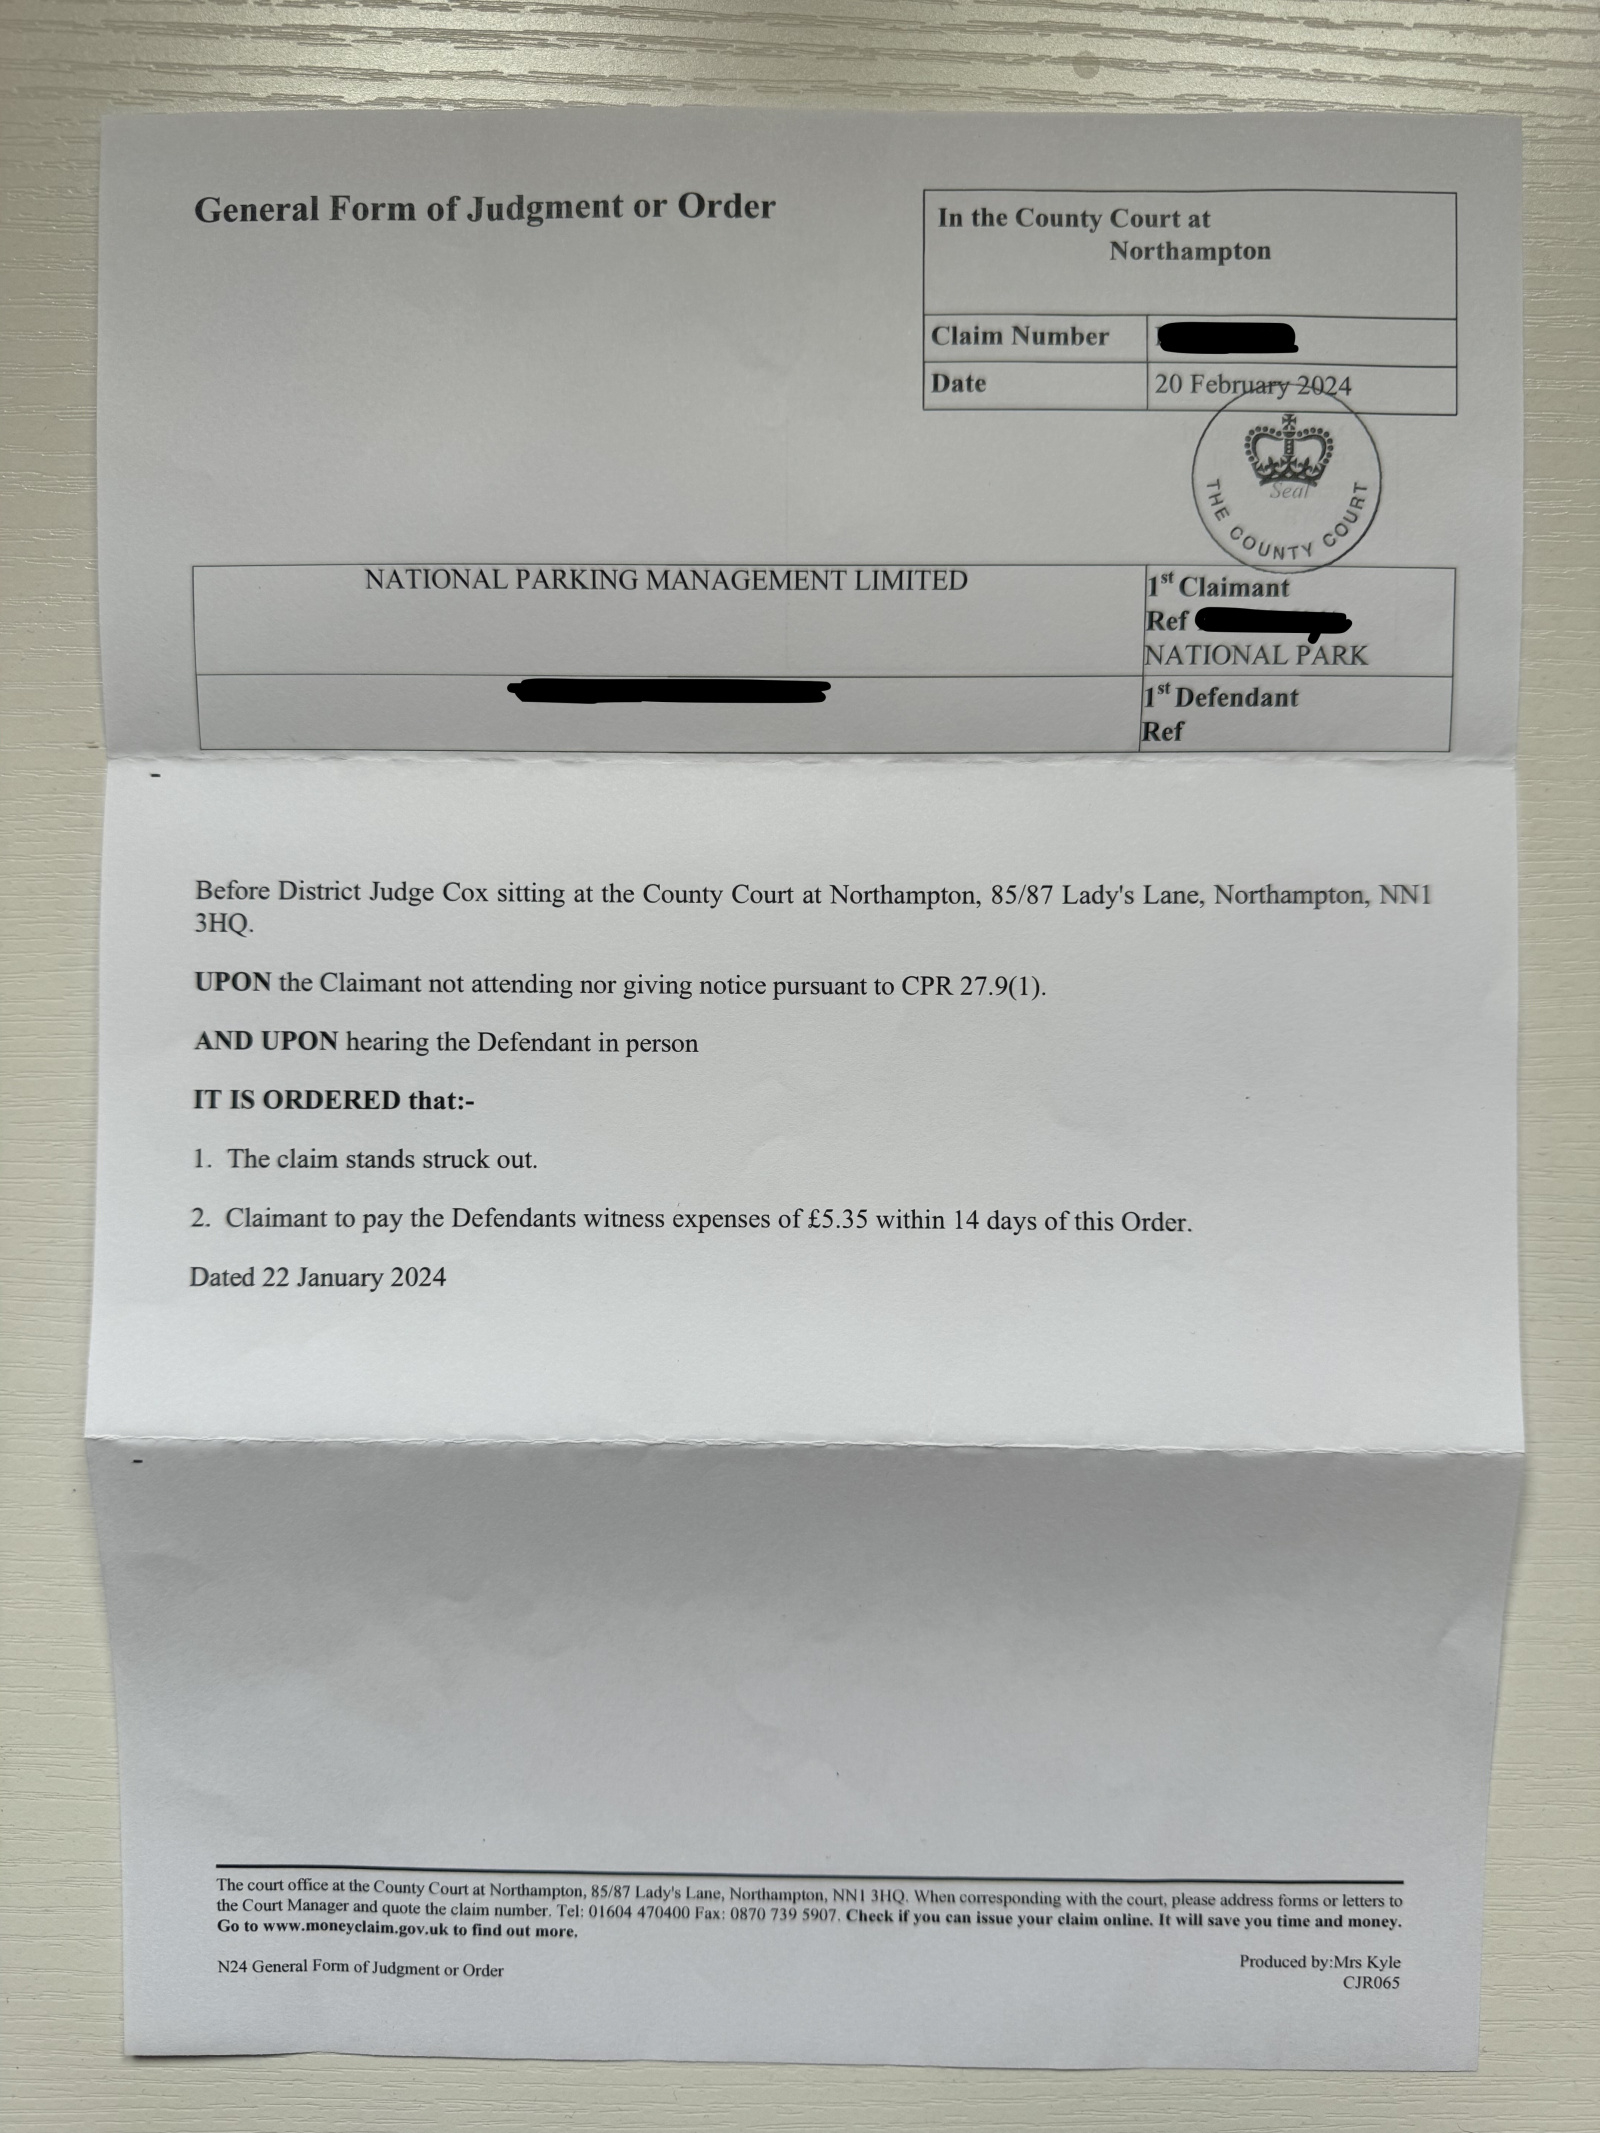 General Form of Judgment or Order
In the County Court at
Northampton
Claim Number
Date 20 February 2024
Seal
THE COUNTY COURT
NATIONAL PARKING MANAGEMENT LIMITED
1st Claimant
Ref
NATIONAL PARK
1st Defendant
Ref
Before District Judge Cox sitting at the County Court at Northampton, 85/87 Lady's Lane, Northampton, NN1
3HQ.
UPON the Claimant not attending nor giving notice pursuant to CPR 27.9(1).
AND UPON hearing the Defendant in person
IT IS ORDERED that:-
1. The claim stands struck out.
2. Claimant to pay the Defendants witness expenses of £5.35 within 14 days of this Order.
Dated 22 January 2024
The court office at the County Court at Northampton, 85/87 Lady's Lane, Northampton, NN1 3HQ. When corresponding with the court, please address forms or letters to
the Court Manager and quote the claim number. Tel: 01604 470400 Fax: 0870 739 5907. Check if you can issue your claim online. It will save you time and money.
Go to www.moneyclaim.gov.uk to find out more.
N24 General Form of Judgment or Order
Produced by:Mrs Kyle
CJR065